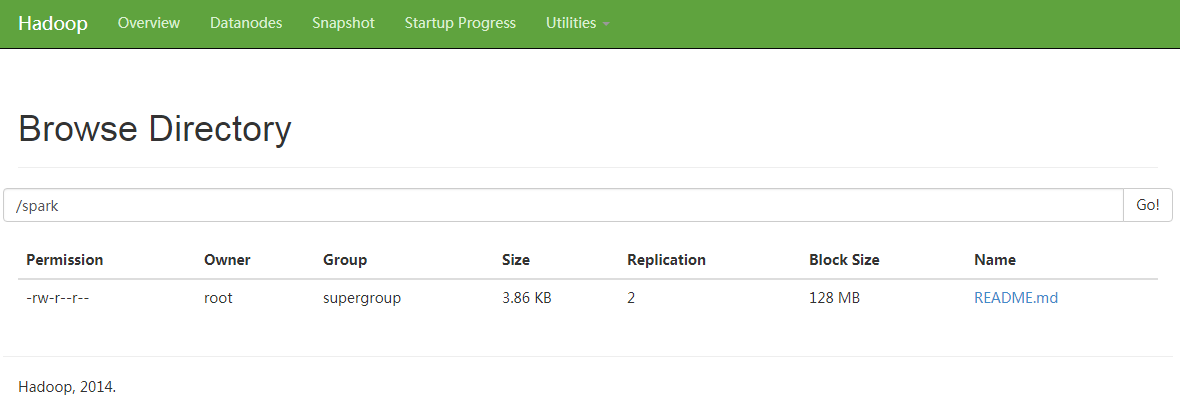 Hadoop Overview Datanodes Snapshot Startup Progress Utilities
Browse Directory
/spark Go!
Permission Owner Group Size Replication Block Size Name
-rw-r--r-- root supergroup 3.86 KB 2 128 MB README.md
Hadoop, 2014.